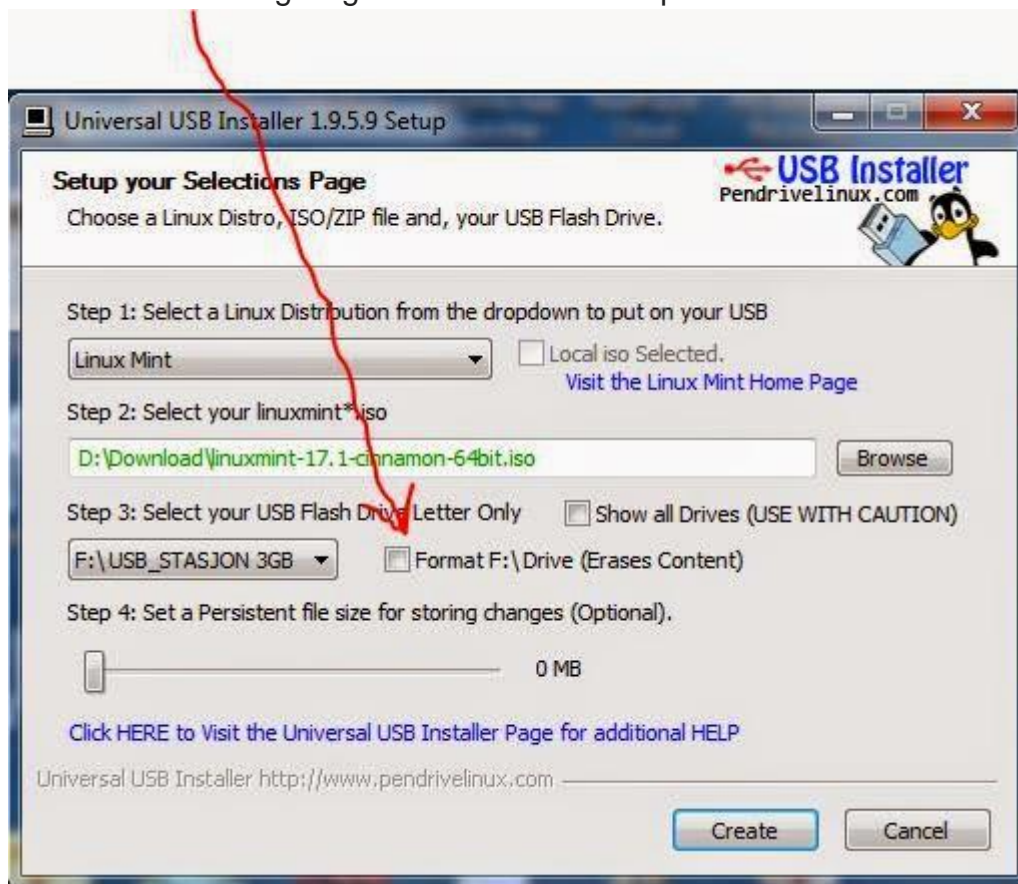 Universal USB Installer 1.9.5.9 Setup
Setup your Selections Page
Choose a Linux Distro, ISO/ZIP file and, your USB Flash Drive.
USB Installer
Pendrivelinux.com
Step 1: Select a Linux Distribution from the dropdown to put on your USB
Linux Mint
Local iso Selected.
Visit the Linux Mint Home Page
Step 2: Select your linuxmint*.iso
D:\Download\linuxmint-17.1-cinnamon-64bit.iso
Browse
Step 3: Select your USB Flash Drive Letter Only
Show all Drives (USE WITH CAUTION)
F:\USB_STASJON 3GB
Format F:\Drive (Erases Content)
Step 4: Set a Persistent file size for storing changes (Optional).
0 MB
Click HERE to Visit the Universal USB Installer Page for additional HELP
Universal USB Installer http://www.pendrivelinux.com
Create
Cancel